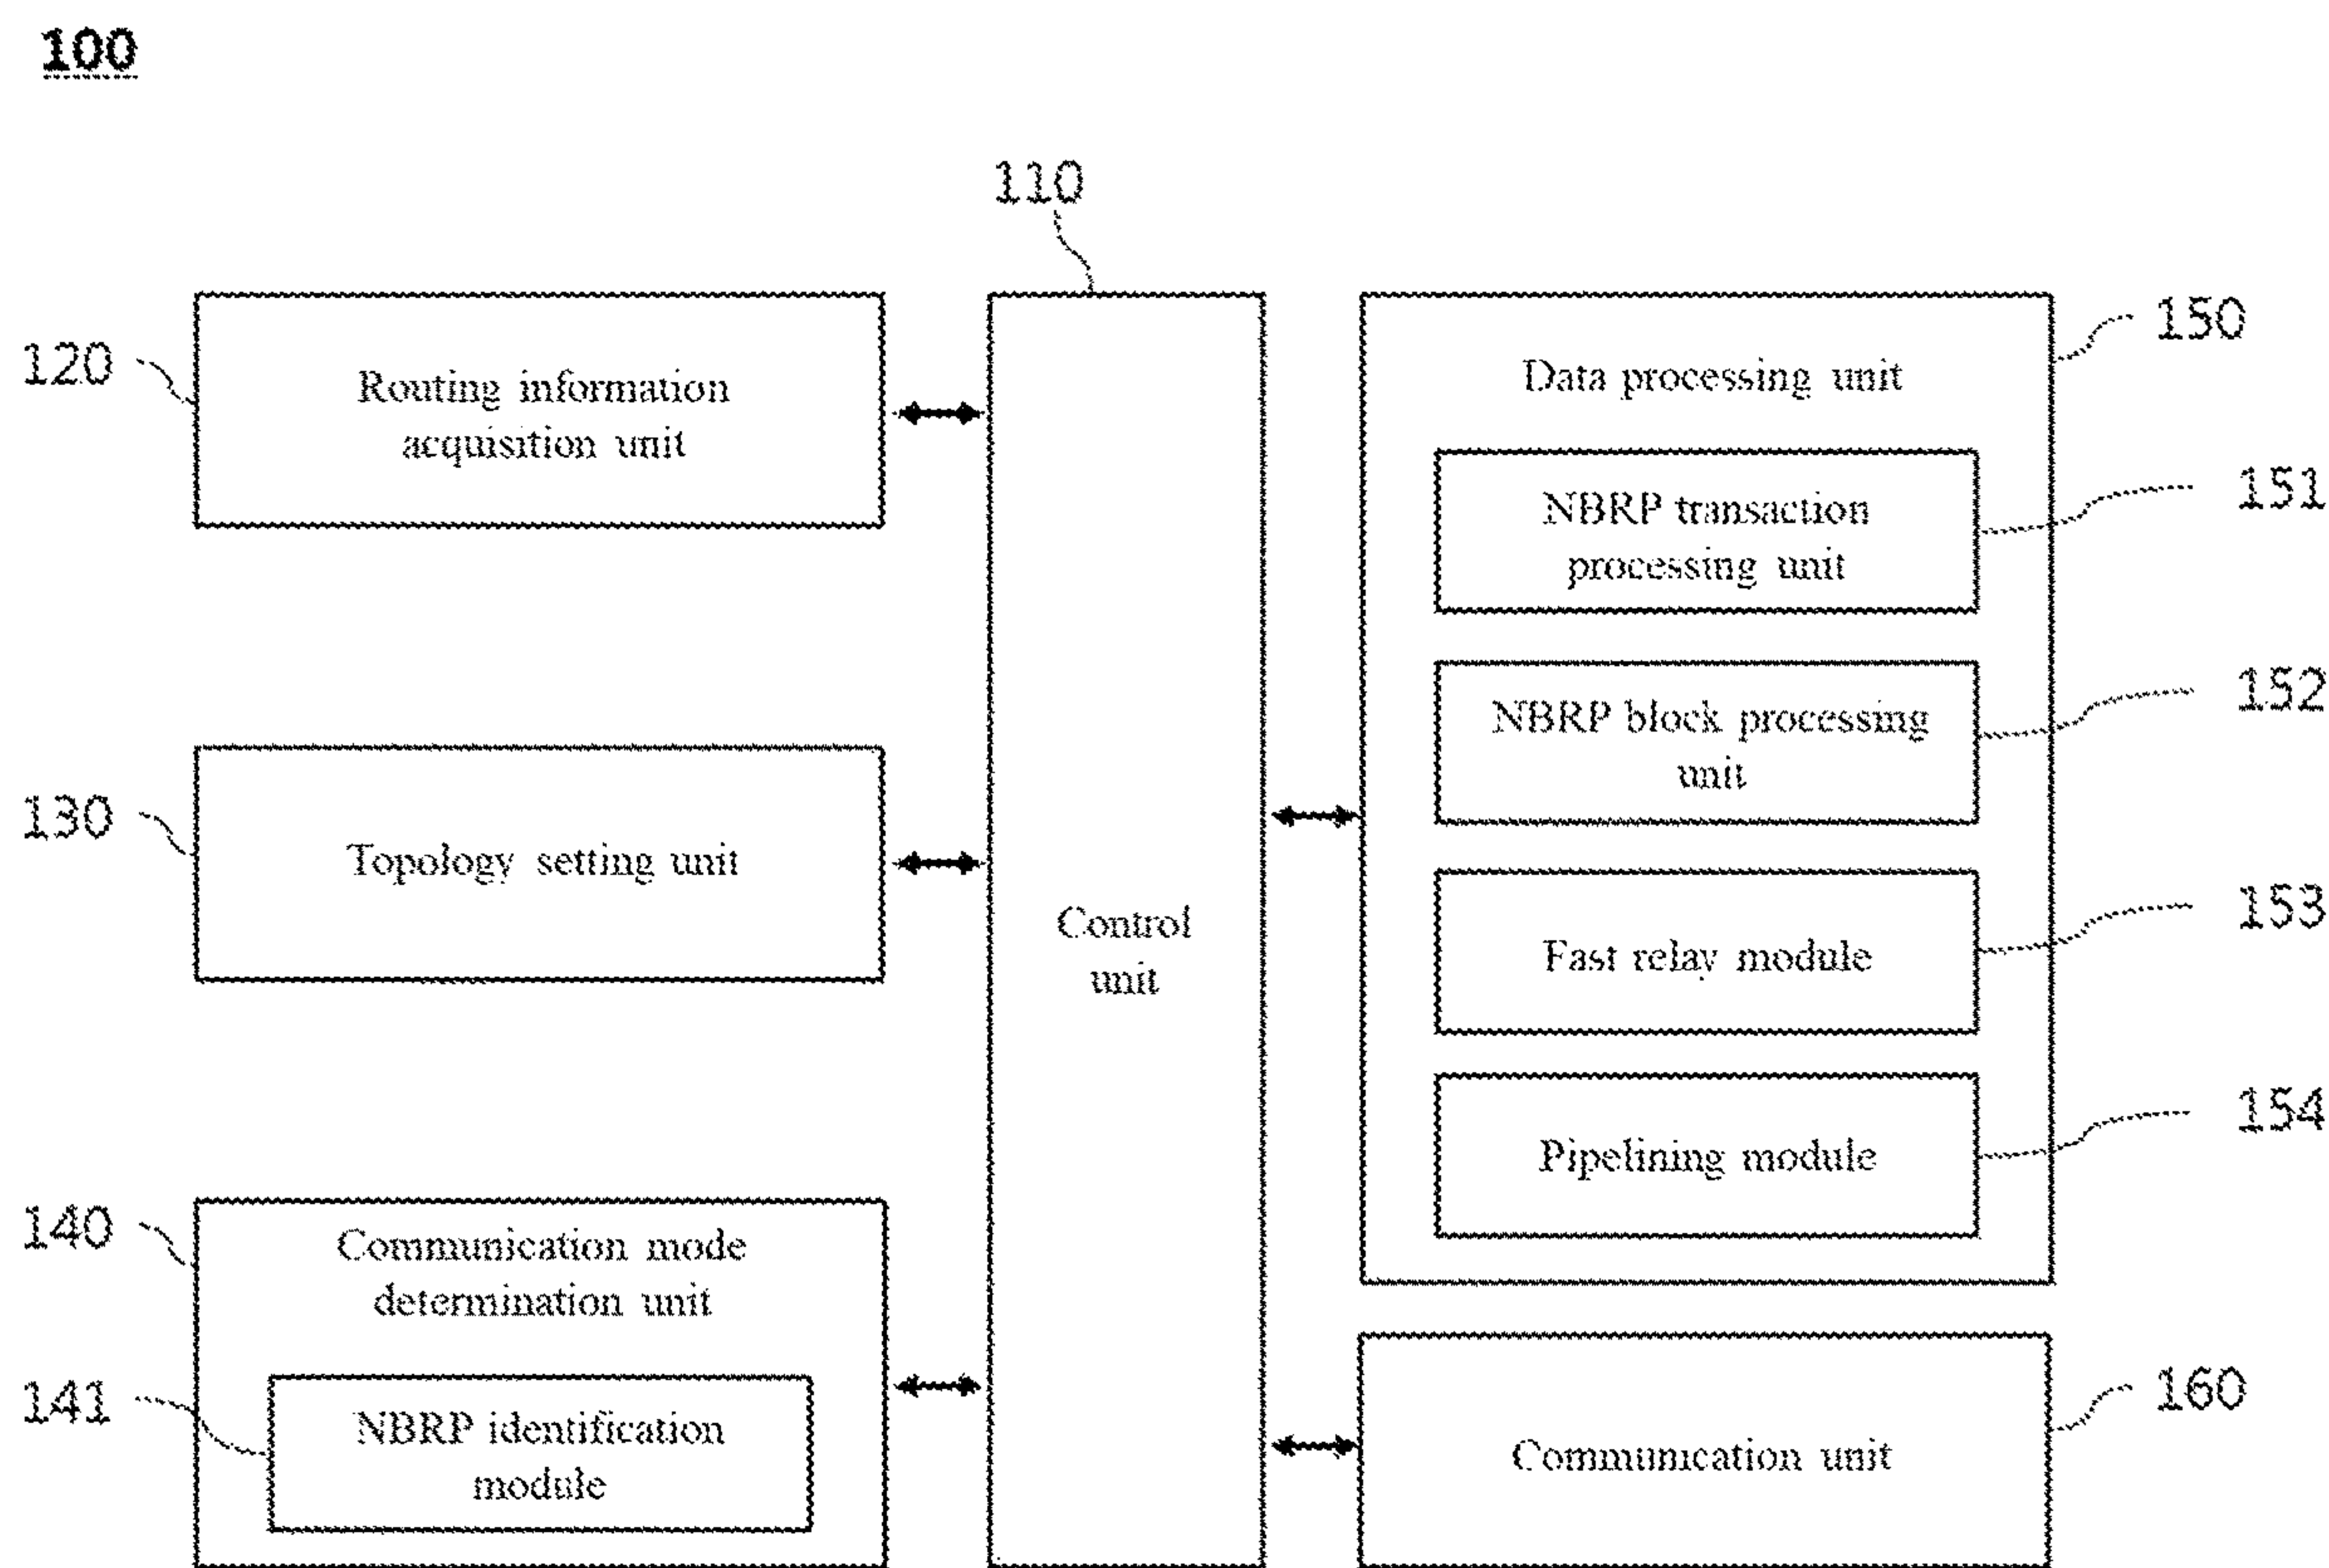 100
110
120
Routing information
acquisition unit
130
Topology setting unit
140
Communication mode
determination unit
141
NBRP identification
module
Control
unit
150
Data processing unit
151
NBRP transaction
processing unit
152
NBRP block processing
unit
153
Fast relay module
154
Pipelining module
160
Communication unit